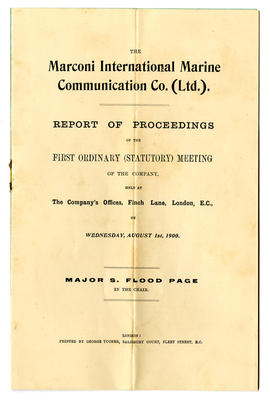 THE
Marconi International Marine
Communication Co. (Ltd.).
REPORT OF PROCEEDINGS
OF THE
FIRST ORDINARY (STATUTORY) MEETING
OF THE COMPANY,
HELD AT
The Company's Offices, Finch Lane, London, E.C.,
ON
WEDNESDAY, AUGUST 1st, 1900.
MAJOR S. FLOOD PAGE
IN THE CHAIR.
LONDON:
PRINTED BY GEORGE TUCKER, SALISBURY COURT, FLEET STREET, E.C.